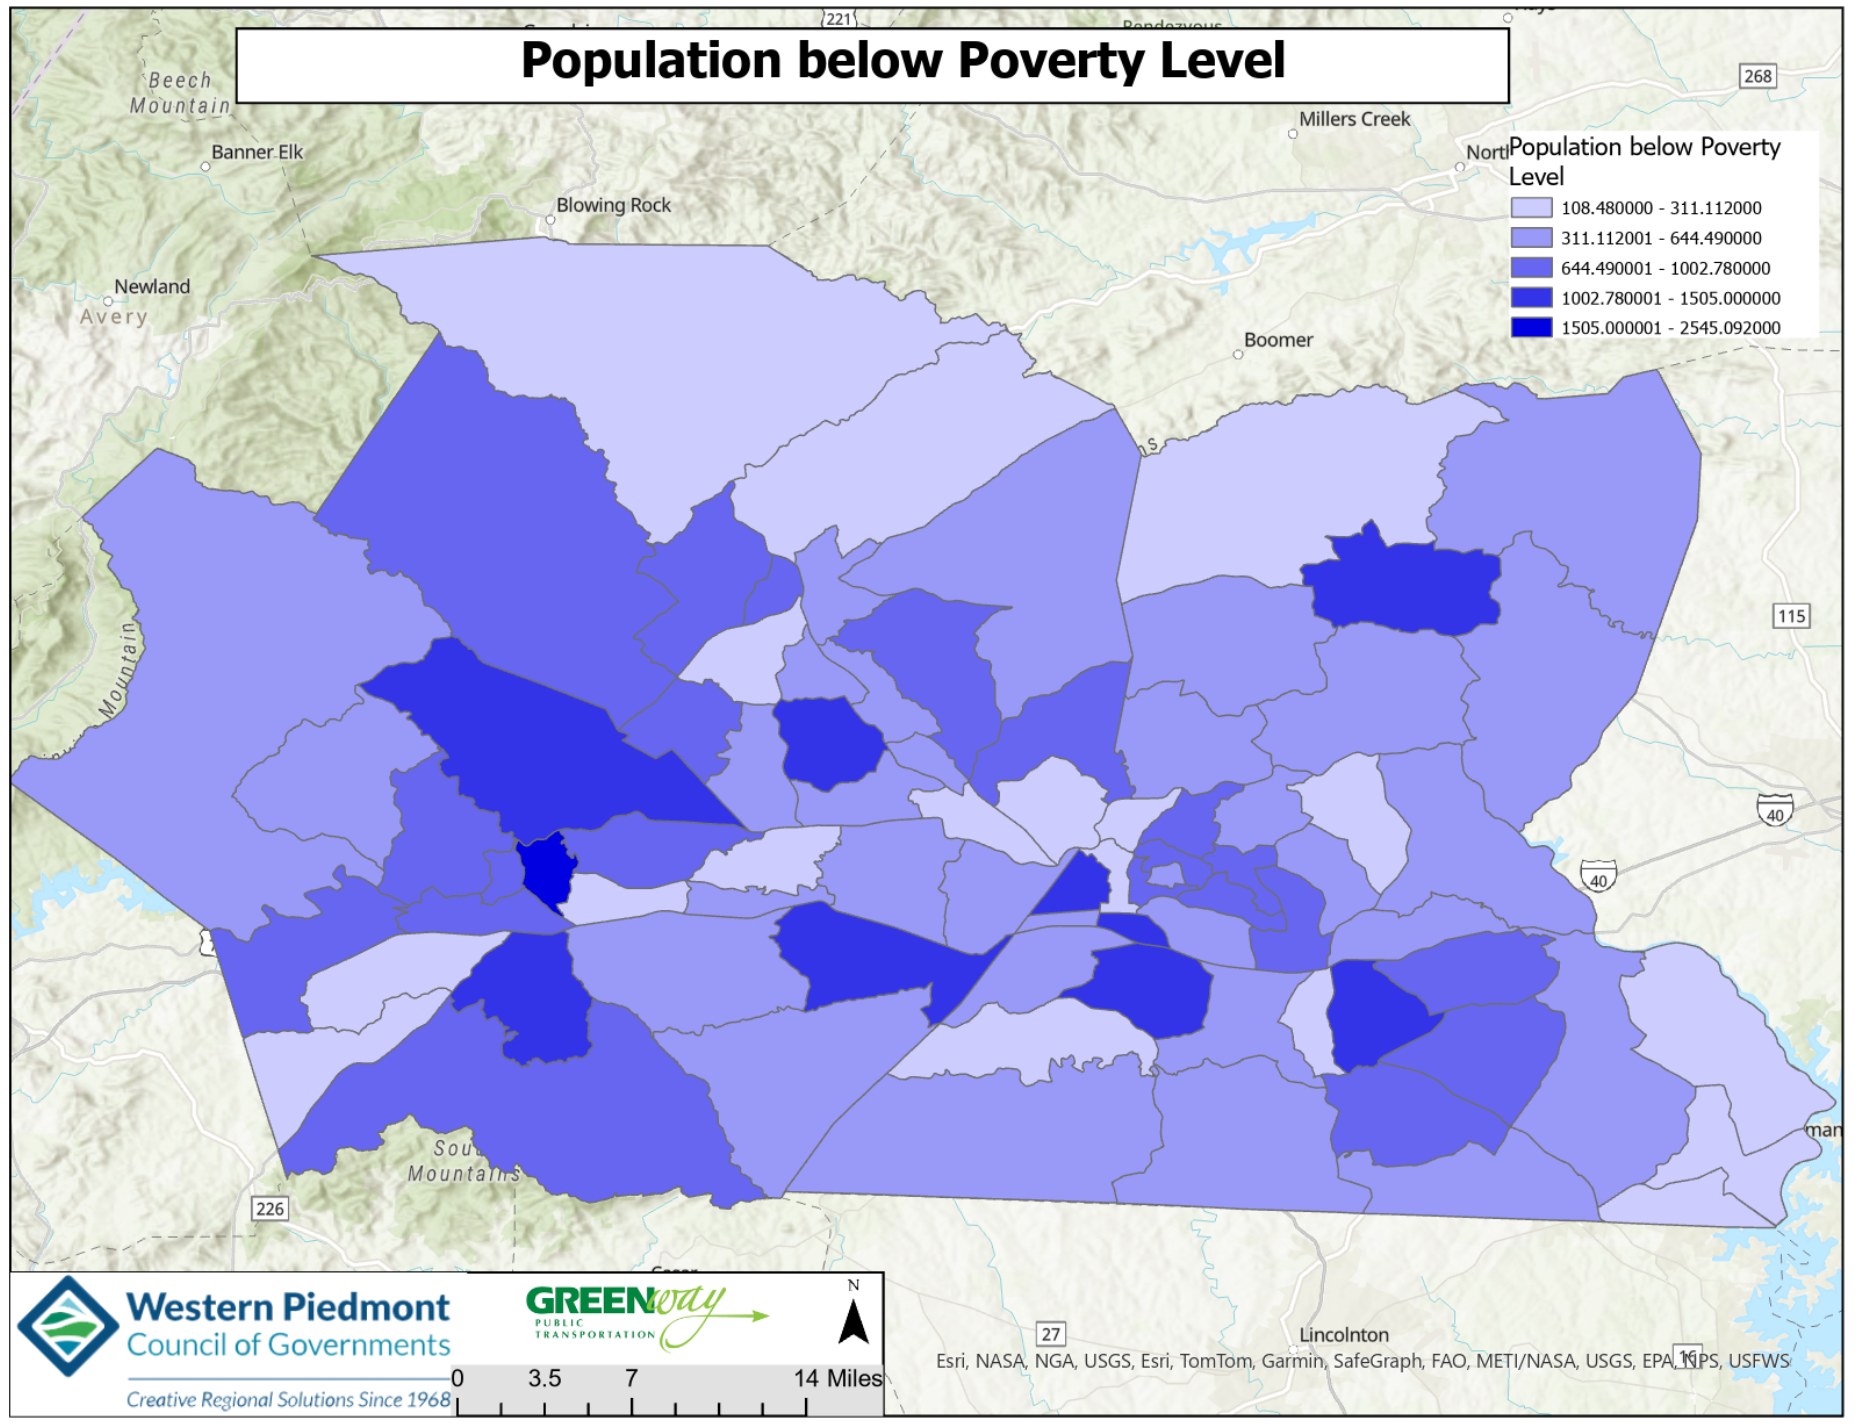 221
Rendezvous
Population below Poverty Level
268
Beech
Mountain
Millers Creek
Banner Elk
North
Population below Poverty
Level
108.480000 - 311.112000
311.112001 - 644.490000
644.490001 - 1002.780000
1002.780001 - 1505.000000
1505.000001 - 2545.092000
Blowing Rock
Newland
Avery
Boomer
115
Mountain
40
40
man
South
Mountains
226
Western Piedmont
Council of Governments
Creative Regional Solutions Since 1968
GREENway
PUBLIC
TRANSPORTATION
N
0 3.5 7 14 Miles
27
Lincolnton
16
Esri, NASA, NGA, USGS, Esri, TomTom, Garmin, SafeGraph, FAO, METI/NASA, USGS, EPA, NPS, USFWS